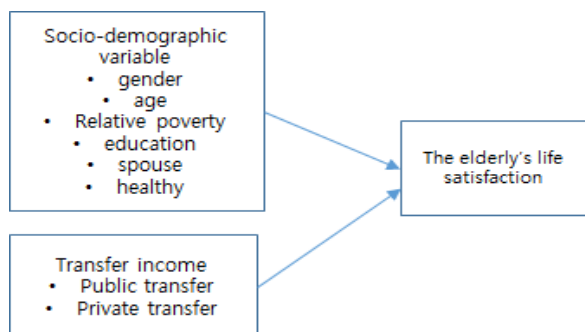 Socio-demographic
variable
• gender
• age
• Relative poverty
• education
• spouse
• healthy
The elderly's life
satisfaction
Transfer income
• Public transfer
• Private transfer